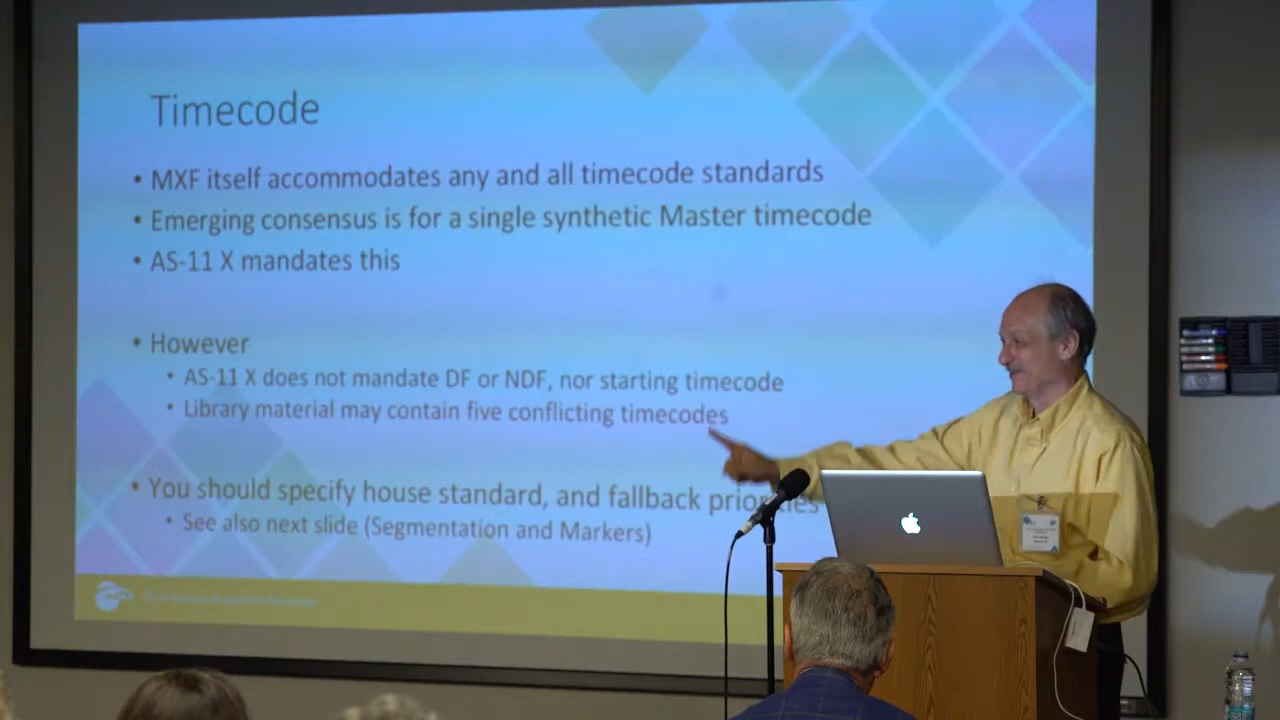 Timecode
• MXF itself accommodates any and all timecode standards
• Emerging consensus is for a single synthetic Master timecode
• AS-11 X mandates this
• However
• AS-11 X does not mandate DF or NDF, nor starting timecode
• Library material may contain five conflicting timecodes
• You should specify house standard, and fallback priorities
• See also next slide (Segmentation and Markers)